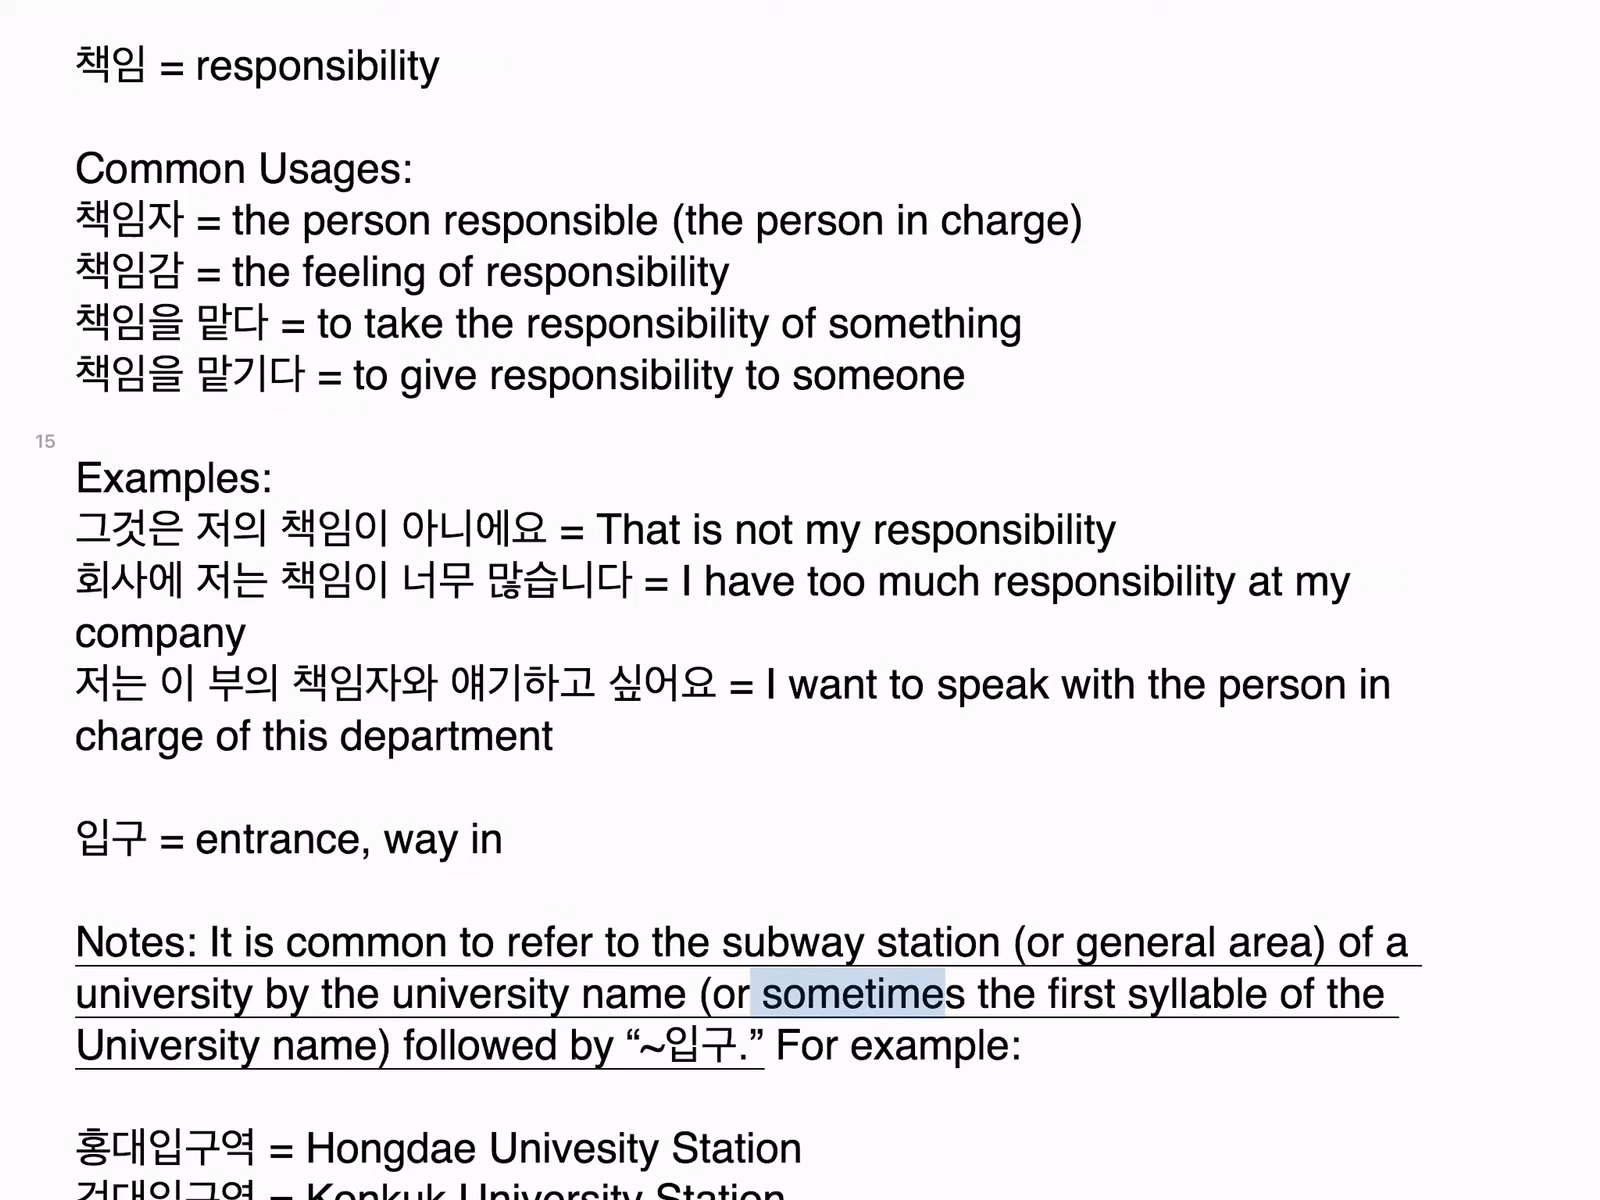 책임 = responsibility
Common Usages:
책임자 = the person responsible (the person in charge)
책임감 = the feeling of responsibility
책임을 맡다 = to take the responsibility of something
책임을 맡기다 = to give responsibility to someone
15
Examples:
그것은 저의 책임이 아니에요 = That is not my responsibility
회사에 저는 책임이 너무 많습니다 = I have too much responsibility at my
company
저는 이 부의 책임자와 얘기하고 싶어요 = I want to speak with the person in
charge of this department
입구 = entrance, way in
Notes: It is common to refer to the subway station (or general area) of a
university by the university name (or sometimes the first syllable of the
University name) followed by “~입구.” For example:
홍대입구역 = Hongdae Univesity Station
건대입구역 = Konkuk University Station